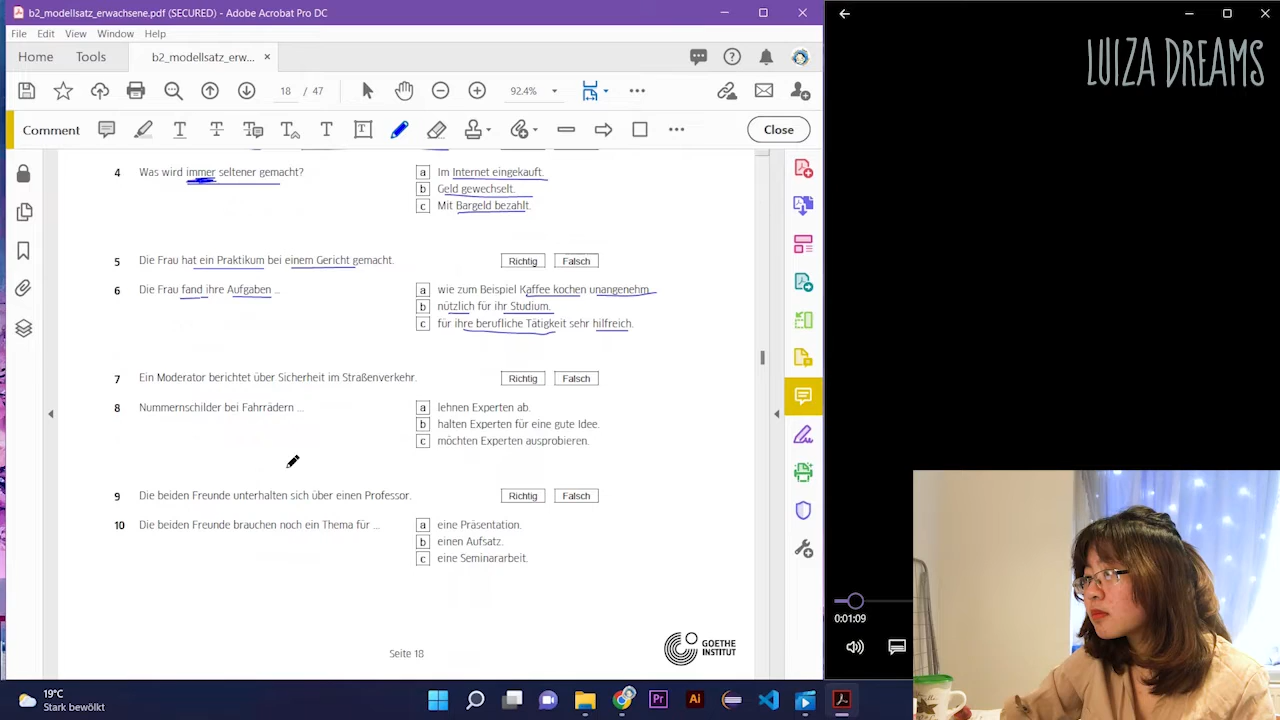 b2_modellsatz_erwachsene.pdf (SECURED) - Adobe Acrobat Pro DC
File Edit View Window Help
Home Tools b2_modellsatz_erw... ×
18 / 47 92.4%
Comment Close
4 Was wird immer seltener gemacht? a Im Internet eingekauft.
b Geld gewechselt.
c Mit Bargeld bezahlt.
5 Die Frau hat ein Praktikum bei einem Gericht gemacht. Richtig Falsch
6 Die Frau fand ihre Aufgaben ... a wie zum Beispiel Kaffee kochen unangenehm.
b nützlich für ihr Studium.
c für ihre berufliche Tätigkeit sehr hilfreich.
7 Ein Moderator berichtet über Sicherheit im Straßenverkehr. Richtig Falsch
8 Nummernschilder bei Fahrrädern ... a lehnen Experten ab.
b halten Experten für eine gute Idee.
c möchten Experten ausprobieren.
9 Die beiden Freunde unterhalten sich über einen Professor. Richtig Falsch
10 Die beiden Freunde brauchen noch ein Thema für ... a eine Präsentation.
b einen Aufsatz.
c eine Seminararbeit.
Seite 18
GOETHE
INSTITUT
LUIZA DREAMS
0:01:09
19°C
Stark bewölkt
Pr Ai